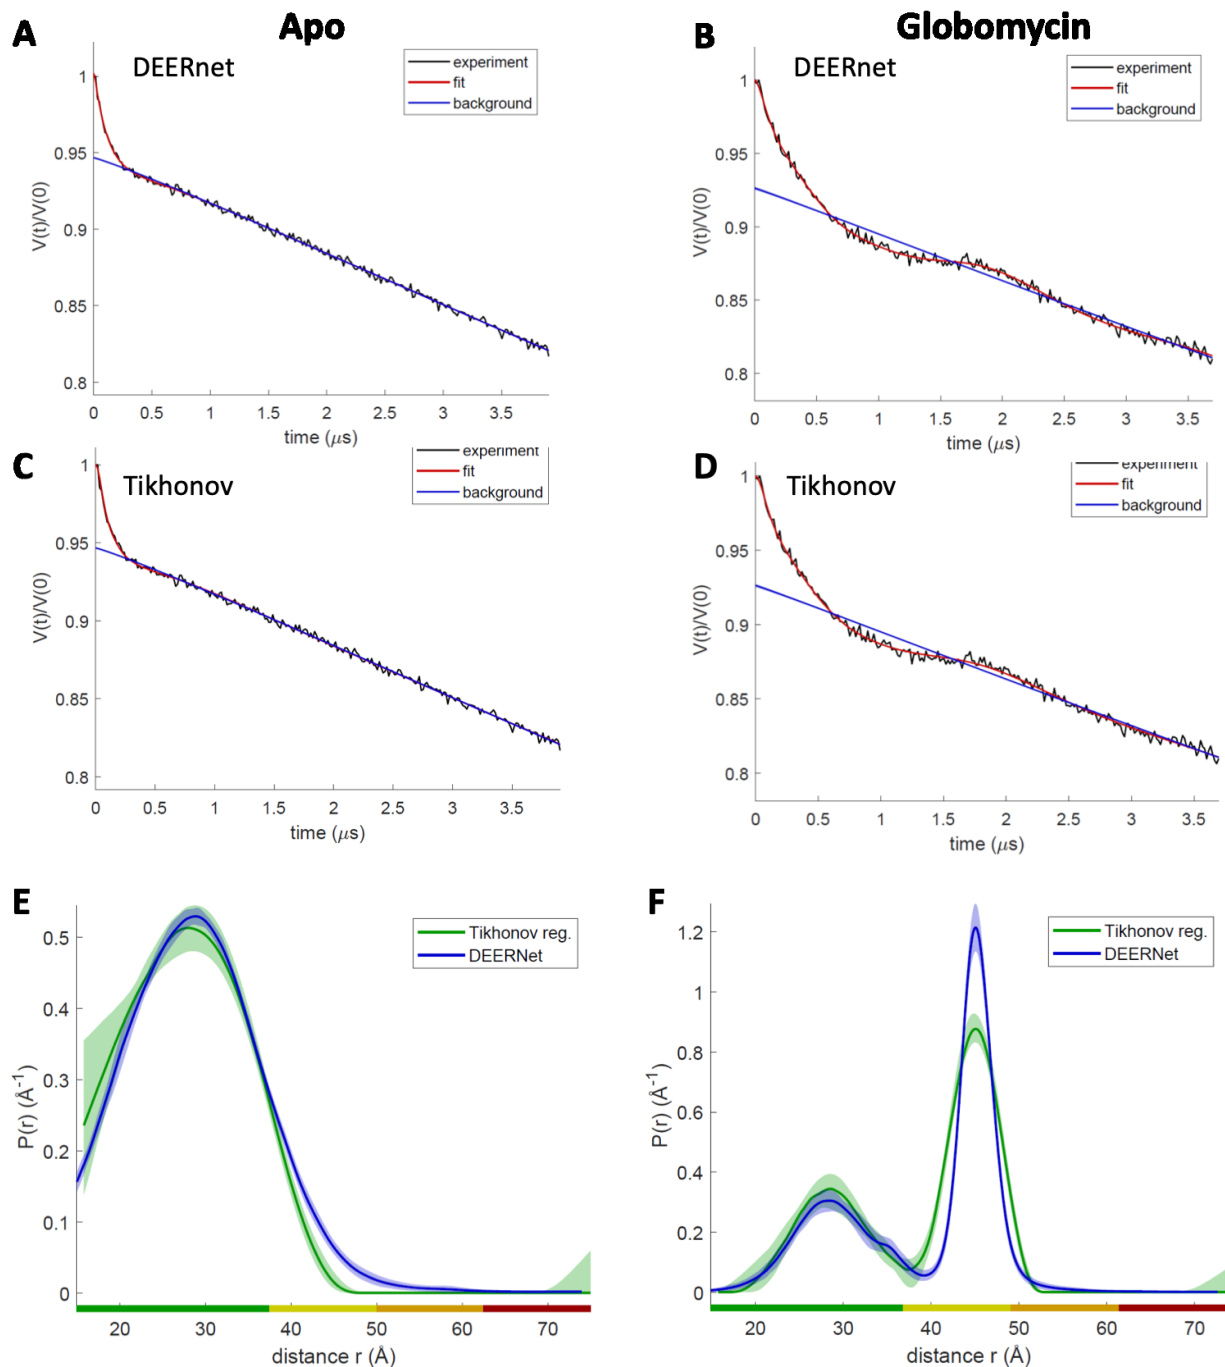 Apo
Globomycin
A
DEERnet
experiment
fit
background
1
0.95
0.9
0.85
0.8
V(t)/V(0)
0 0.5 1 1.5 2 2.5 3 3.5
time (μs)
B
DEERnet
experiment
fit
background
1
0.95
0.9
0.85
0.8
V(t)/V(0)
0 0.5 1 1.5 2 2.5 3 3.5
time (μs)
C
Tikhonov
experiment
fit
background
1
0.95
0.9
0.85
0.8
V(t)/V(0)
0 0.5 1 1.5 2 2.5 3 3.5
time (μs)
D
Tikhonov
experiment
fit
background
1
0.95
0.9
0.85
0.8
V(t)/V(0)
0 0.5 1 1.5 2 2.5 3 3.5
time (μs)
E
Tikhonov reg.
DEERNet
0.5
0.4
0.3
0.2
0.1
0
P(r) (Å⁻¹)
20 30 40 50 60 70
distance r (Å)
F
Tikhonov reg.
DEERNet
1.2
1
0.8
0.6
0.4
0.2
0
P(r) (Å⁻¹)
20 30 40 50 60 70
distance r (Å)